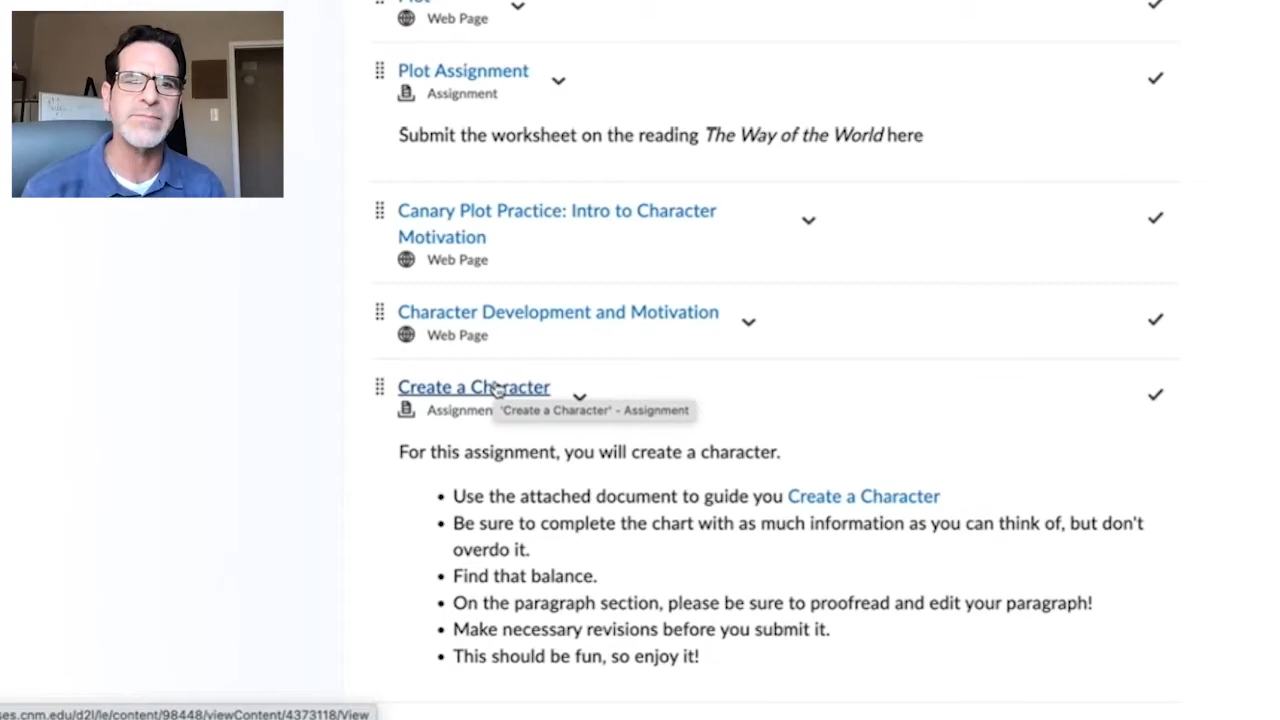 Web Page
Plot Assignment
Assignment
Submit the worksheet on the reading The Way of the World here
Canary Plot Practice: Intro to Character
Motivation
Web Page
Character Development and Motivation
Web Page
Create a Character
Assignmen
'Create a Character' - Assignment
For this assignment, you will create a character.
• Use the attached document to guide you Create a Character
• Be sure to complete the chart with as much information as you can think of, but don't
overdo it.
• Find that balance.
• On the paragraph section, please be sure to proofread and edit your paragraph!
• Make necessary revisions before you submit it.
• This should be fun, so enjoy it!
ses.cnm.edu/d2l/le/content/98448/viewContent/4373118/View